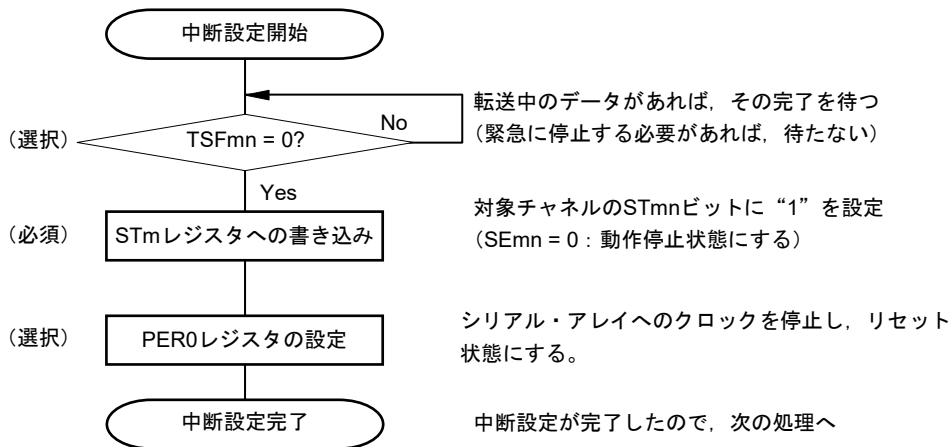 中断設定開始
転送中のデータがあれば，その完了を待つ
（緊急に停止する必要があれば，待たない）
（選択）
TSFmn = 0?
No
Yes
対象チャネルのSTmnビットに“1”を設定
（SEmn = 0：動作停止状態にする）
（必須）
STmレジスタへの書き込み
（選択）
PER0レジスタの設定
シリアル・アレイへのクロックを停止し，リセット
状態にする。
中断設定完了
中断設定が完了したので，次の処理へ